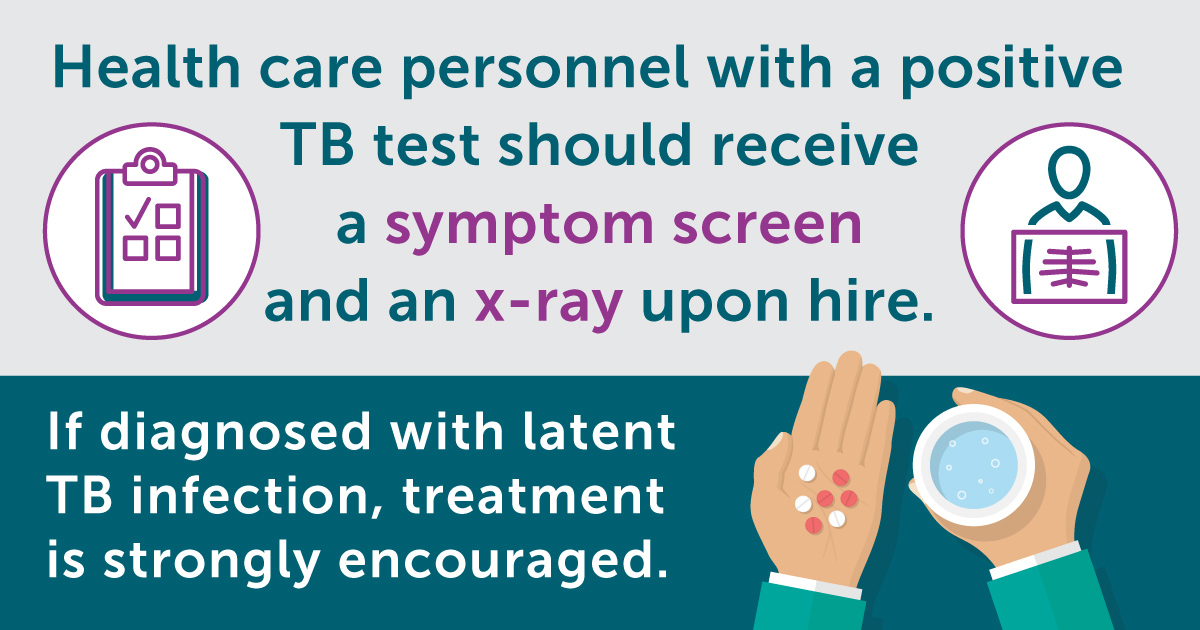 Health care personnel with a positive
TB test should receive
a symptom screen
and an x-ray upon hire.
If diagnosed with latent
TB infection, treatment
is strongly encouraged.